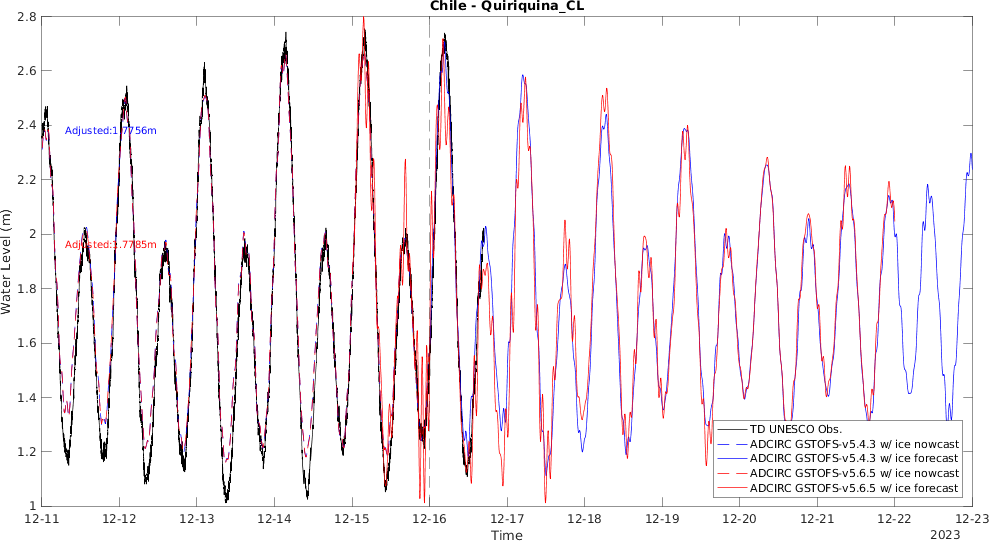 Chile - Quiriquina_CL
2.8
2.6
2.4
2.2
2
1.8
1.6
1.4
1.2
1
Water Level (m)
Adjusted:1.7756m
Adjusted:1.7785m
TD UNESCO Obs.
ADCIRC GSTOFS-v5.4.3 w/ ice nowcast
ADCIRC GSTOFS-v5.4.3 w/ ice forecast
ADCIRC GSTOFS-v5.6.5 w/ ice nowcast
ADCIRC GSTOFS-v5.6.5 w/ ice forecast
12-11 12-12 12-13 12-14 12-15 12-16 12-17 12-18 12-19 12-20 12-21 12-22 12-23
Time
2023